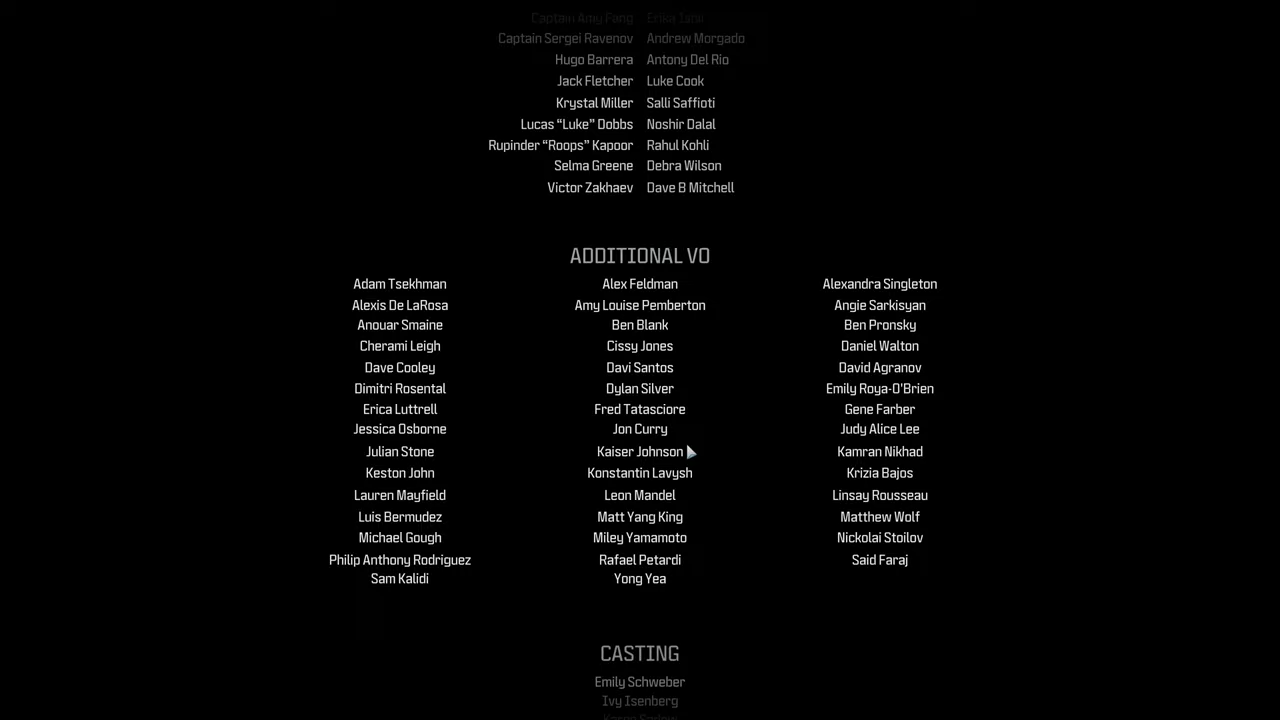 Captain Amy Fang Erika Ishii
Captain Sergei Ravenov Andrew Morgado
Hugo Barrera Antony Del Rio
Jack Fletcher Luke Cook
Krystal Miller Salli Saffioti
Lucas “Luke” Dobbs Noshir Dalal
Rupinder “Roops” Kapoor Rahul Kohli
Selma Greene Debra Wilson
Victor Zakhaev Dave B Mitchell
ADDITIONAL VO
Adam Tsekhman Alex Feldman Alexandra Singleton
Alexis De LaRosa Amy Louise Pemberton Angie Sarkisyan
Anouar Smaine Ben Blank Ben Pronsky
Cherami Leigh Cissy Jones Daniel Walton
Dave Cooley Davi Santos David Agranov
Dimitri Rosental Dylan Silver Emily Roya-O'Brien
Erica Luttrell Fred Tatasciore Gene Farber
Jessica Osborne Jon Curry Judy Alice Lee
Julian Stone Kaiser Johnson Kamran Nikhad
Keston John Konstantin Lavysh Krizia Bajos
Lauren Mayfield Leon Mandel Linsay Rousseau
Luis Bermudez Matt Yang King Matthew Wolf
Michael Gough Miley Yamamoto Nickolai Stoilov
Philip Anthony Rodriguez Rafael Petardi Said Faraj
Sam Kalidi Yong Yea
CASTING
Emily Schweber
Ivy Isenberg